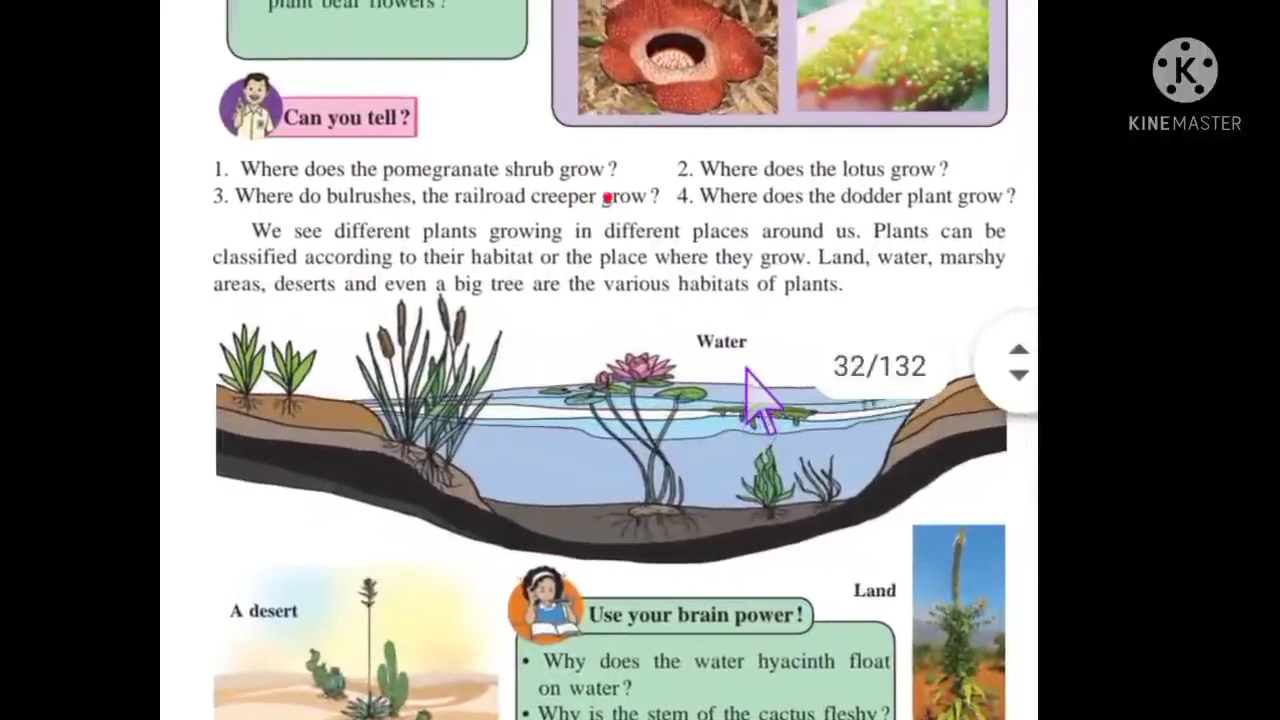 plant bear flowers?
Can you tell?
1. Where does the pomegranate shrub grow?
2. Where does the lotus grow?
3. Where do bulrushes, the railroad creeper grow?
4. Where does the dodder plant grow?
We see different plants growing in different places around us. Plants can be
classified according to their habitat or the place where they grow. Land, water, marshy
areas, deserts and even a big tree are the various habitats of plants.
Water
32/132
A desert
Use your brain power!
Land
• Why does the water hyacinth float
on water?
• Why is the stem of the cactus fleshy?
K
KINEMASTER